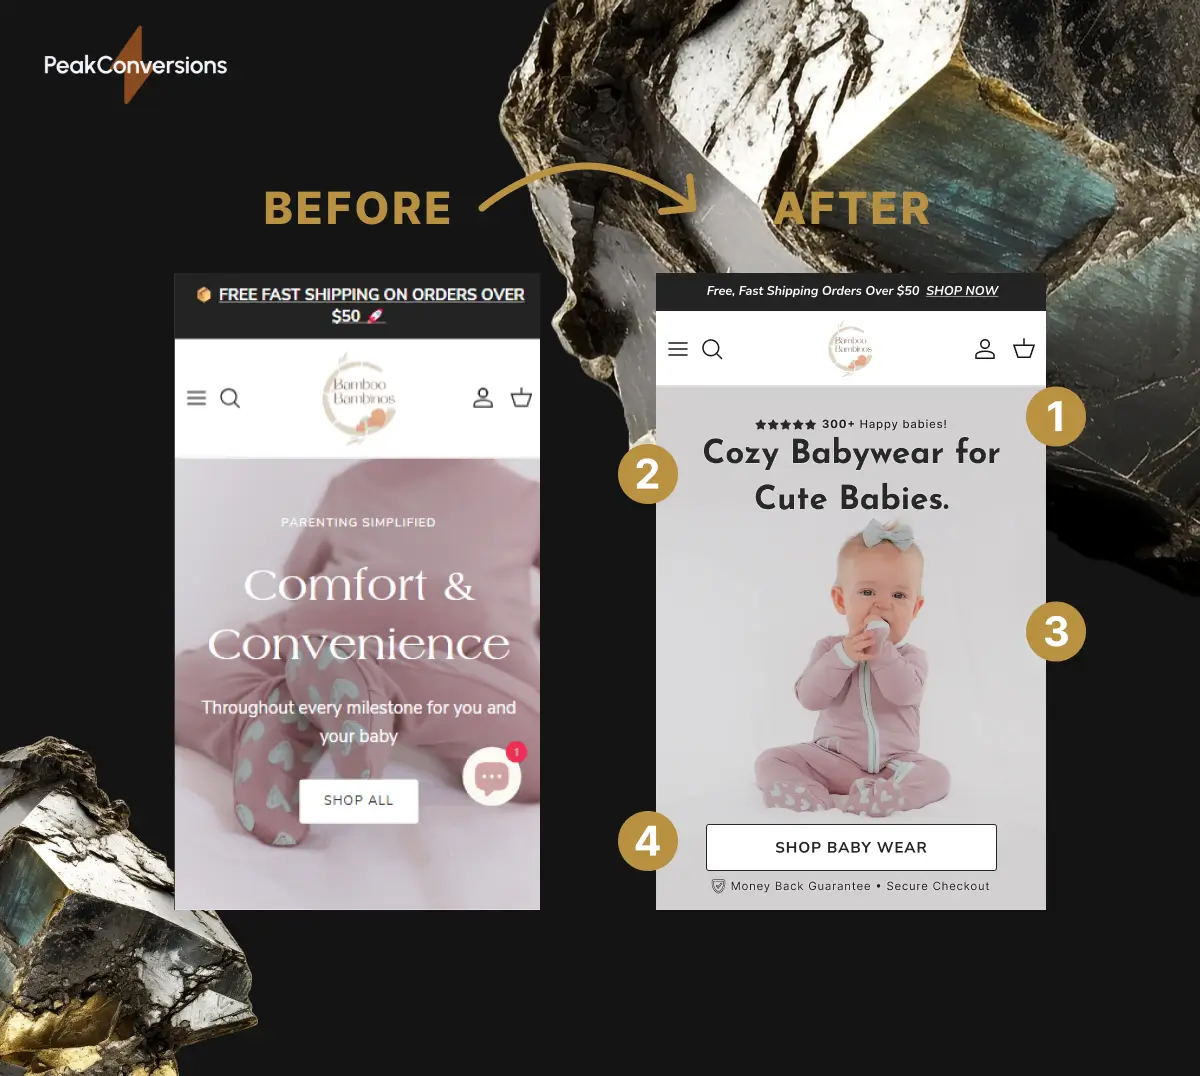 PeakConversions
BEFORE
AFTER
📦 FREE FAST SHIPPING ON ORDERS OVER
$50 🚀
Bamboo
Bambinos
PARENTING SIMPLIFIED
Comfort &
Convenience
Throughout every milestone for you and
your baby
1
SHOP ALL
Free, Fast Shipping Orders Over $50 SHOP NOW
Bamboo
Bambinos
1
★★★★★ 300+ Happy babies!
2
Cozy Babywear for
Cute Babies.
3
4
SHOP BABY WEAR
Money Back Guarantee • Secure Checkout